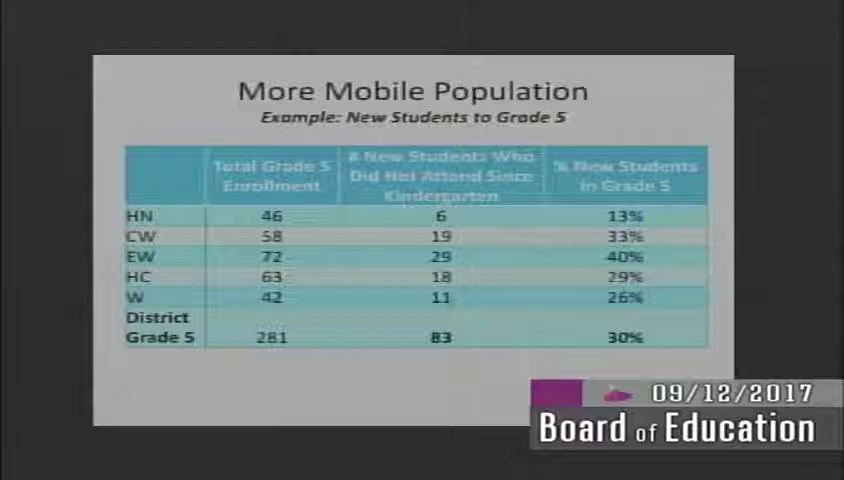 More Mobile Population
Example: New Students to Grade 5
Total Grade 5 Enrollment | # New Students Who Did Not Attend Since Kindergarten | % New Students in Grade 5
HN 46 6 13%
CW 58 19 33%
EW 72 29 40%
HC 63 18 29%
W 42 11 26%
District
Grade 5 281 83 30%
09/12/2017
Board of Education